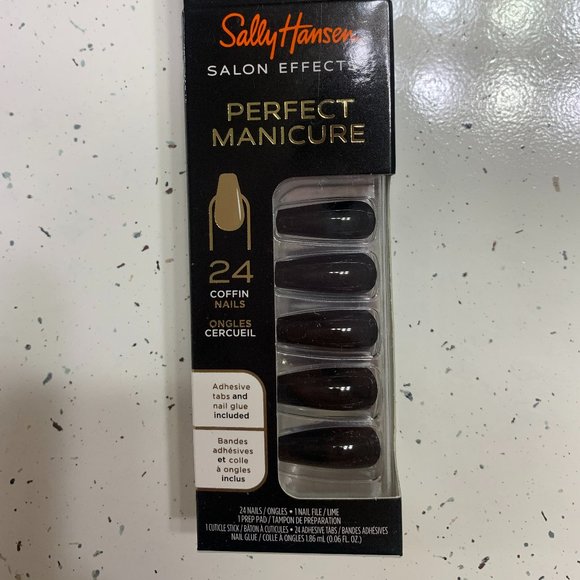 Sally Hansen
SALON EFFECTS
PERFECT
MANICURE
24
COFFIN
NAILS
ONGLES
CERCUEIL
Adhesive
tabs and
nail glue
included
Bandes
adhésives
et colle
à ongles
inclus
24 NAILS / ONGLES • 1 NAIL FILE / LIME
1 PREP PAD / TAMPON DE PRÉPARATION
1 CUTICLE STICK / BÂTON À CUTICULES • 24 ADHESIVE TABS / BANDES ADHÉSIVES
NAIL GLUE / COLLE À ONGLES 1.86 mL (0.06 FL. OZ.)